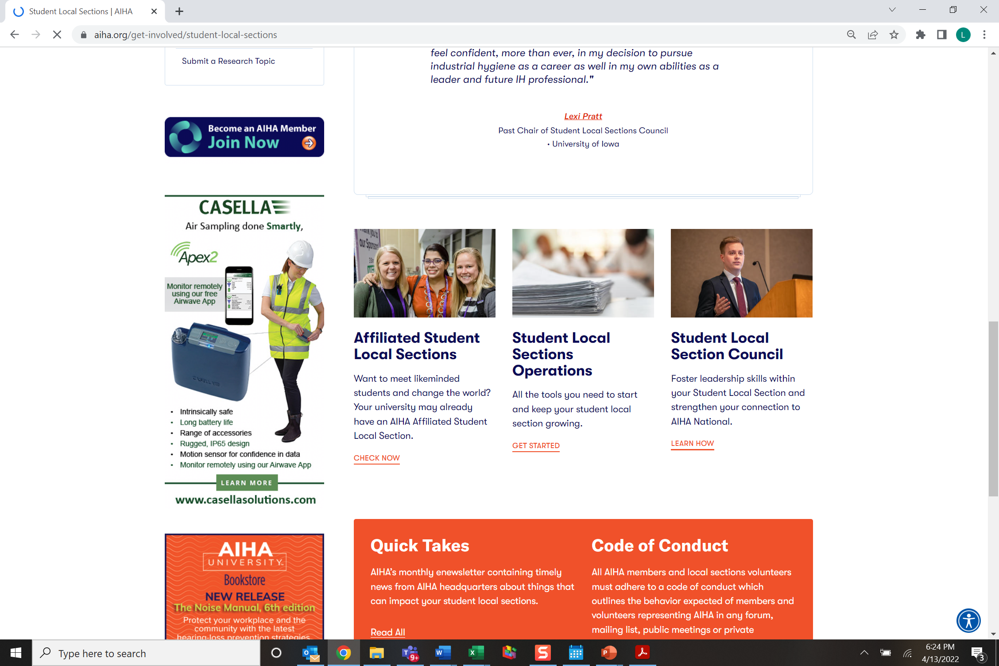 Student Local Sections | AIHA
aiha.org/get-involved/student-local-sections
L
Submit a Research Topic
Become an AIHA Member
Join Now
CASELLA
Air Sampling done Smartly,
Apex2
Monitor remotely
using our free
Airwave App
CASELLA
• Intrinsically safe
• Long battery life
• Range of accessories
• Rugged, IP65 design
• Motion sensor for confidence in data
• Monitor remotely using our Airwave App
LEARN MORE
www.casellasolutions.com
AIHA
UNIVERSITY
Bookstore
NEW RELEASE
The Noise Manual, 6th edition
Protect your workplace and the
community with the latest
hearing-loss prevention strategies.
feel confident, more than ever, in my decision to pursue
industrial hygiene as a career as well in my own abilities as a
leader and future IH professional."
Lexi Pratt
Past Chair of Student Local Sections Council
• University of Iowa
Thank you to
our Sponsors!
Affiliated Student
Local Sections
Want to meet likeminded
students and change the world?
Your university may already
have an AIHA Affiliated Student
Local Section.
CHECK NOW
Student Local
Sections
Operations
All the tools you need to start
and keep your student local
section growing.
GET STARTED
Student Local
Section Council
Foster leadership skills within
your Student Local Section and
strengthen your connection to
AIHA National.
LEARN HOW
Quick Takes
AIHA’s monthly enewsletter containing timely
news from AIHA headquarters about things that
can impact your student local sections.
Read All
Code of Conduct
All AIHA members and local sections volunteers
must adhere to a code of conduct which
outlines the behavior expected of members and
volunteers representing AIHA in any forum,
mailing list, public meetings or private
Type here to search
9+
6:24 PM
4/13/2022
3